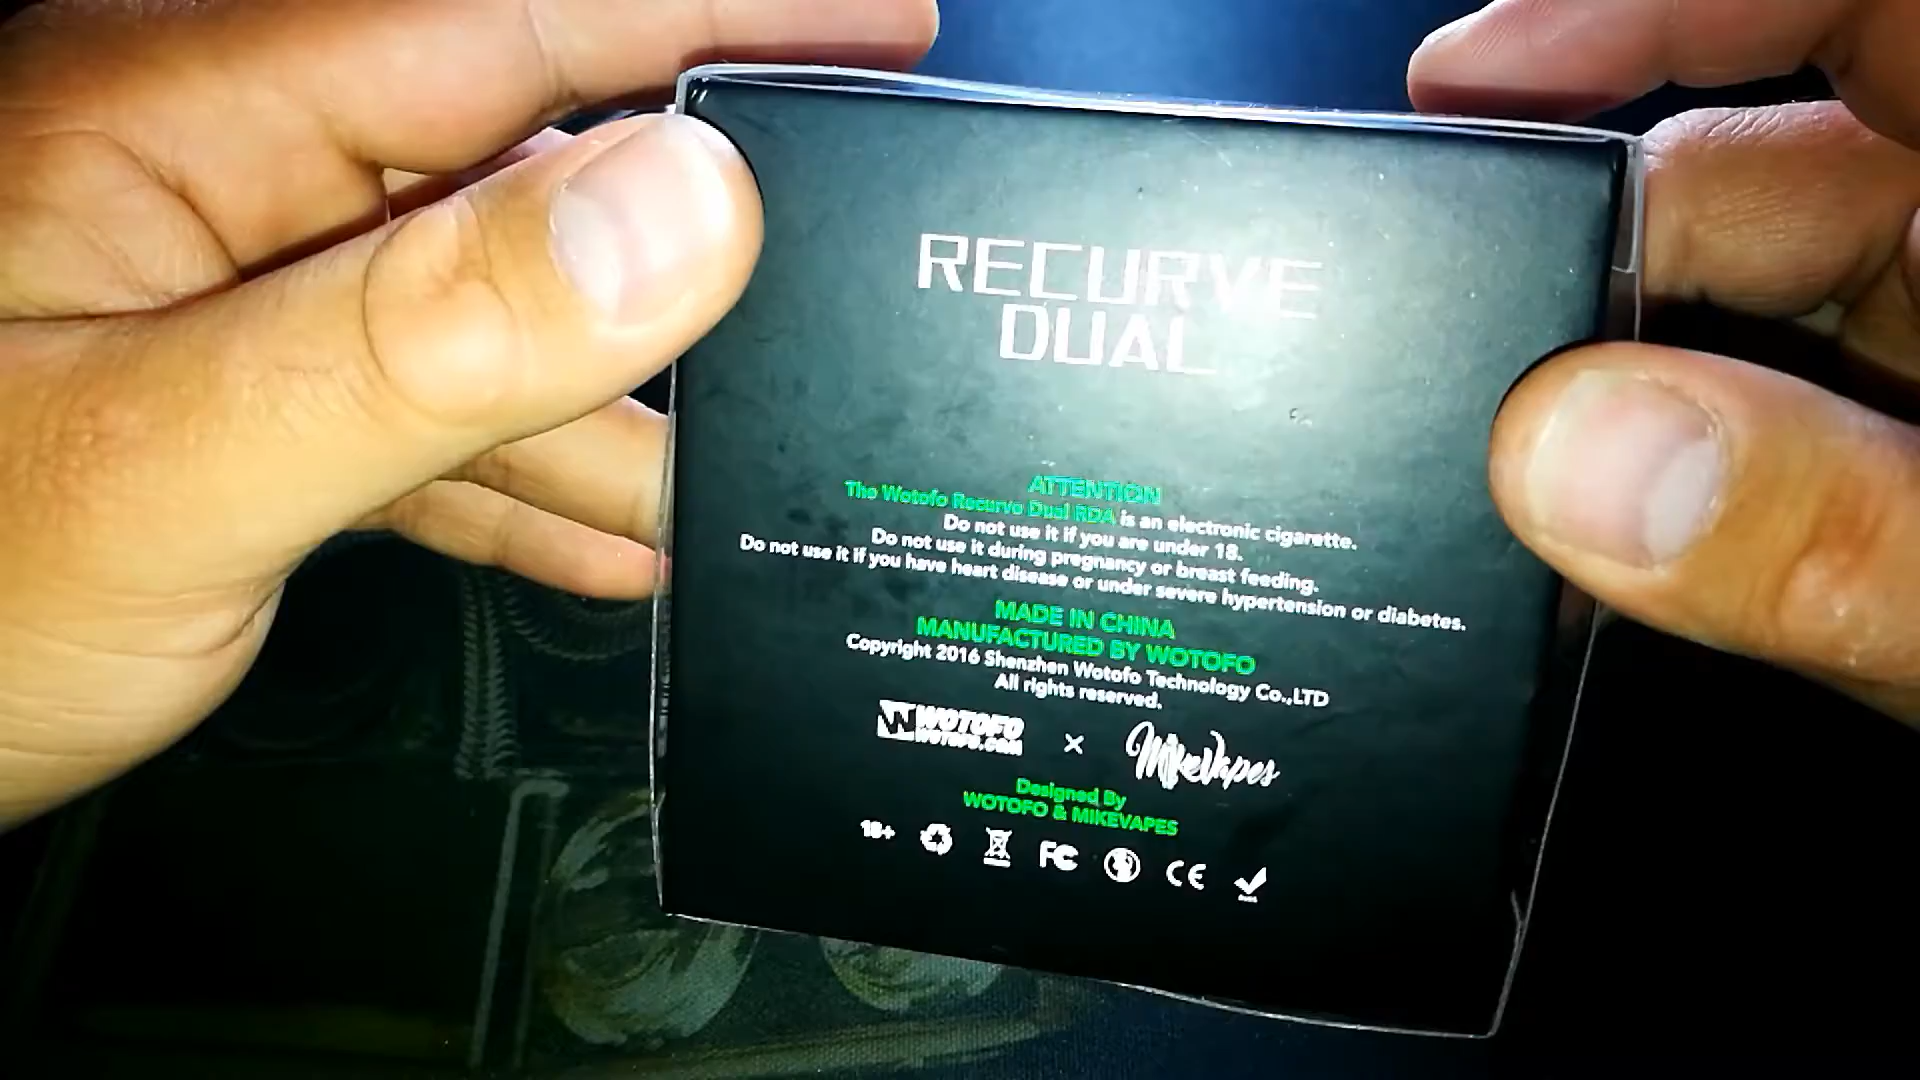 RECURVE
DUAL
ATTENTION
The Wotofo Recurve Dual RDA is an electronic cigarette.
Do not use it if you are under 18.
Do not use it during pregnancy or breast feeding.
Do not use it if you have heart disease or under severe hypertension or diabetes.
MADE IN CHINA
MANUFACTURED BY WOTOFO
Copyright 2016 Shenzhen Wotofo Technology Co.,LTD
All rights reserved.
WOTOFO × MikeVapes
WOTOFO.COM
Designed By
WOTOFO & MIKEVAPES
18+ FC CE